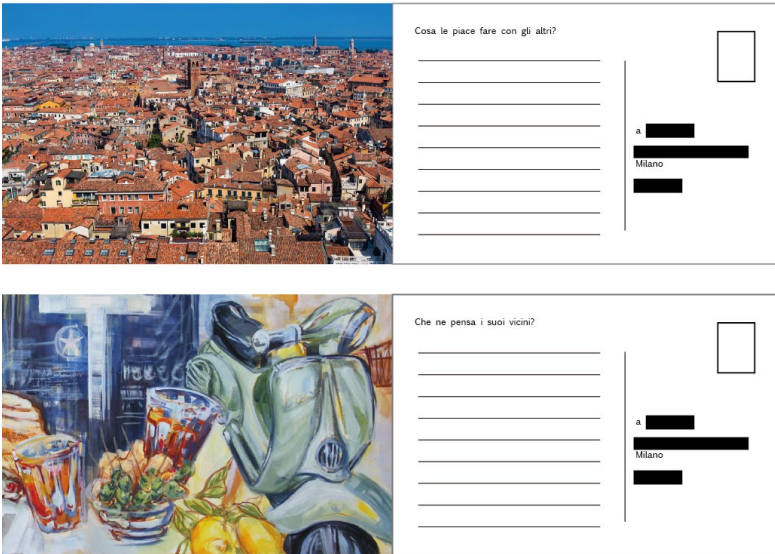 Cosa le piace fare con gli altri?
a
Milano
Che ne pensa i suoi vicini?
a
Milano